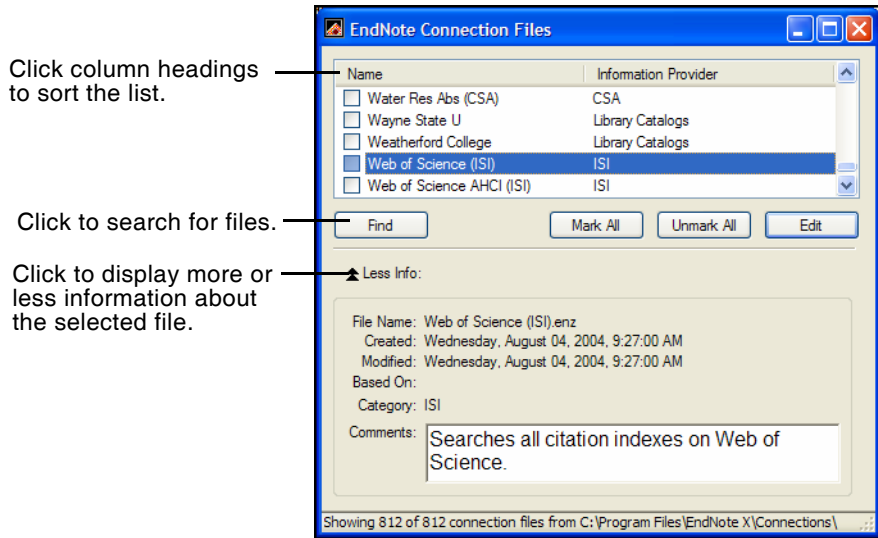 EndNote Connection Files
Click column headings
to sort the list.
Name Information Provider
Water Res Abs (CSA) CSA
Wayne State U Library Catalogs
Weatherford College Library Catalogs
Web of Science (ISI) ISI
Web of Science AHCI (ISI) ISI
Click to search for files.
Find Mark All Unmark All Edit
Click to display more or
less information about
the selected file.
Less Info:
File Name: Web of Science (ISI).enz
Created: Wednesday, August 04, 2004, 9:27:00 AM
Modified: Wednesday, August 04, 2004, 9:27:00 AM
Based On:
Category: ISI
Comments: Searches all citation indexes on Web of
Science.
Showing 812 of 812 connection files from C:\Program Files\EndNote X\Connections\